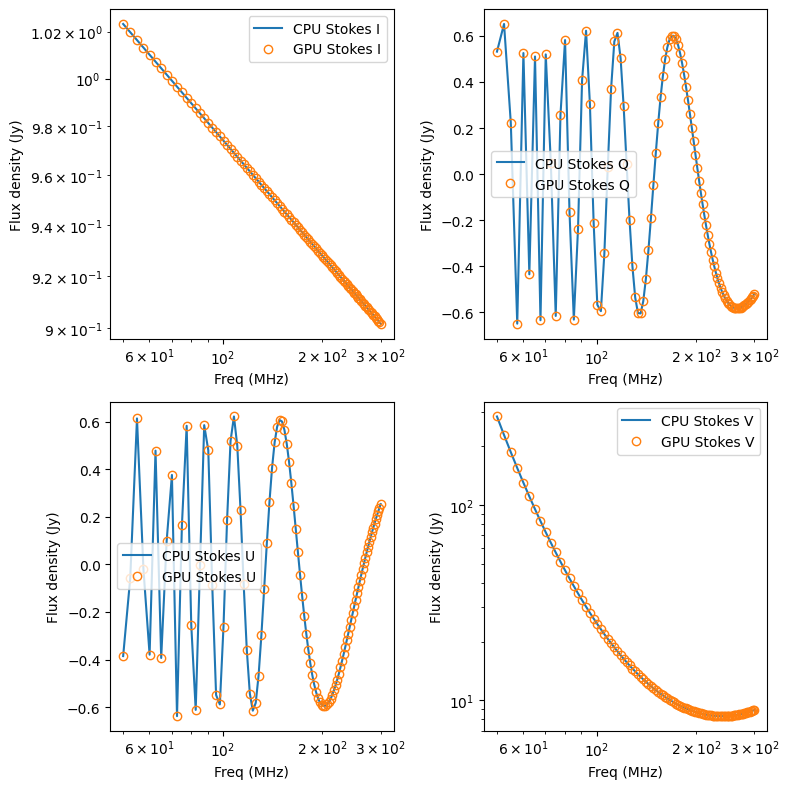 1.02 × 10⁰
10⁰
9.8 × 10⁻¹
9.6 × 10⁻¹
9.4 × 10⁻¹
9.2 × 10⁻¹
9 × 10⁻¹
Flux density (Jy)
CPU Stokes I
GPU Stokes I
6 × 10¹
10²
2 × 10²
3 × 10²
Freq (MHz)
0.6
0.4
0.2
0.0
−0.2
−0.4
−0.6
Flux density (Jy)
CPU Stokes Q
GPU Stokes Q
6 × 10¹
10²
2 × 10²
3 × 10²
Freq (MHz)
0.6
0.4
0.2
0.0
−0.2
−0.4
−0.6
Flux density (Jy)
CPU Stokes U
GPU Stokes U
6 × 10¹
10²
2 × 10²
3 × 10²
Freq (MHz)
10²
10¹
Flux density (Jy)
CPU Stokes V
GPU Stokes V
6 × 10¹
10²
2 × 10²
3 × 10²
Freq (MHz)